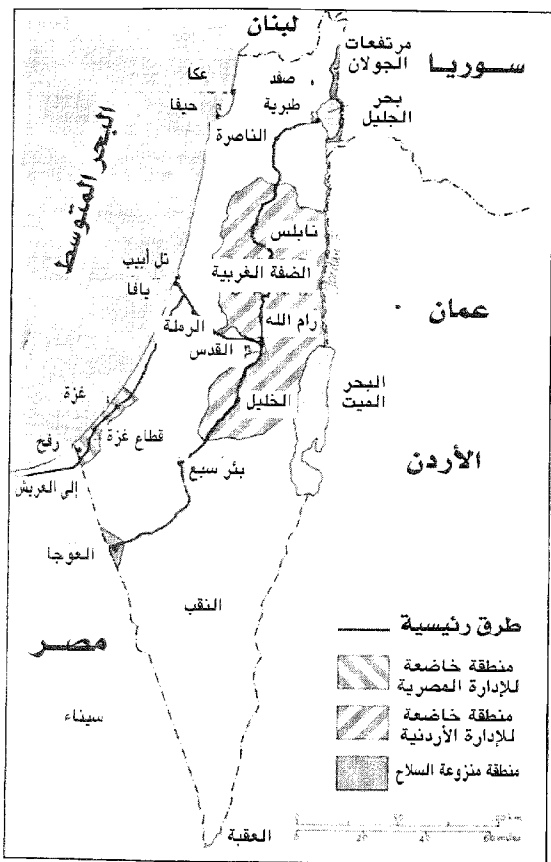 لبنان
سوريا
مرتفعات
الجولان
عكا
صفد
حيفا
طبرية
بحر
الجليل
الناصرة
البحر المتوسط
نابلس
تل أبيب
الضفة الغربية
يافا
رام الله
عمان
الرملة
القدس
البحر
الميت
غزة
الخليل
قطاع غزة
رفح
بئر سبع
الأردن
إلى العريش
العوجا
النقب
مصر
سيناء
العقبة
طرق رئيسية
منطقة خاضعة
للإدارة المصرية
منطقة خاضعة
للإدارة الأردنية
منطقة منزوعة السلاح